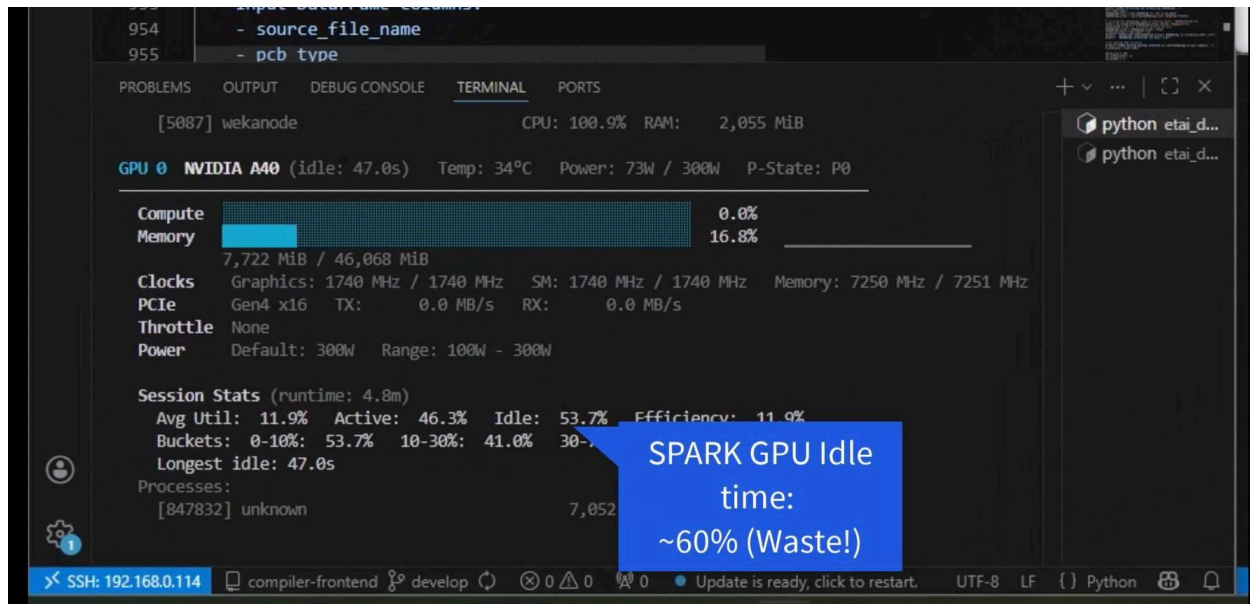 954 - source_file_name
955 - pcb type
PROBLEMS OUTPUT DEBUG CONSOLE TERMINAL PORTS
[5087] wekanode CPU: 100.9% RAM: 2,055 MiB
python etai_d...
python etai_d...
GPU 0 NVIDIA A40 (idle: 47.0s) Temp: 34°C Power: 73W / 300W P-State: P0
Compute 0.0%
Memory 16.8%
7,722 MiB / 46,068 MiB
Clocks Graphics: 1740 MHz / 1740 MHz SM: 1740 MHz / 1740 MHz Memory: 7250 MHz / 7251 MHz
PCIe Gen4 x16 TX: 0.0 MB/s RX: 0.0 MB/s
Throttle None
Power Default: 300W Range: 100W - 300W
Session Stats (runtime: 4.8m)
Avg Util: 11.9% Active: 46.3% Idle: 53.7% Efficiency: 11.9%
Buckets: 0-10%: 53.7% 10-30%: 41.0% 30-
Longest idle: 47.0s
Processes:
[847832] unknown 7,052
SPARK GPU Idle
time:
~60% (Waste!)
1
SSH: 192.168.0.114 compiler-frontend develop 0 0 0 Update is ready, click to restart. UTF-8 LF {} Python